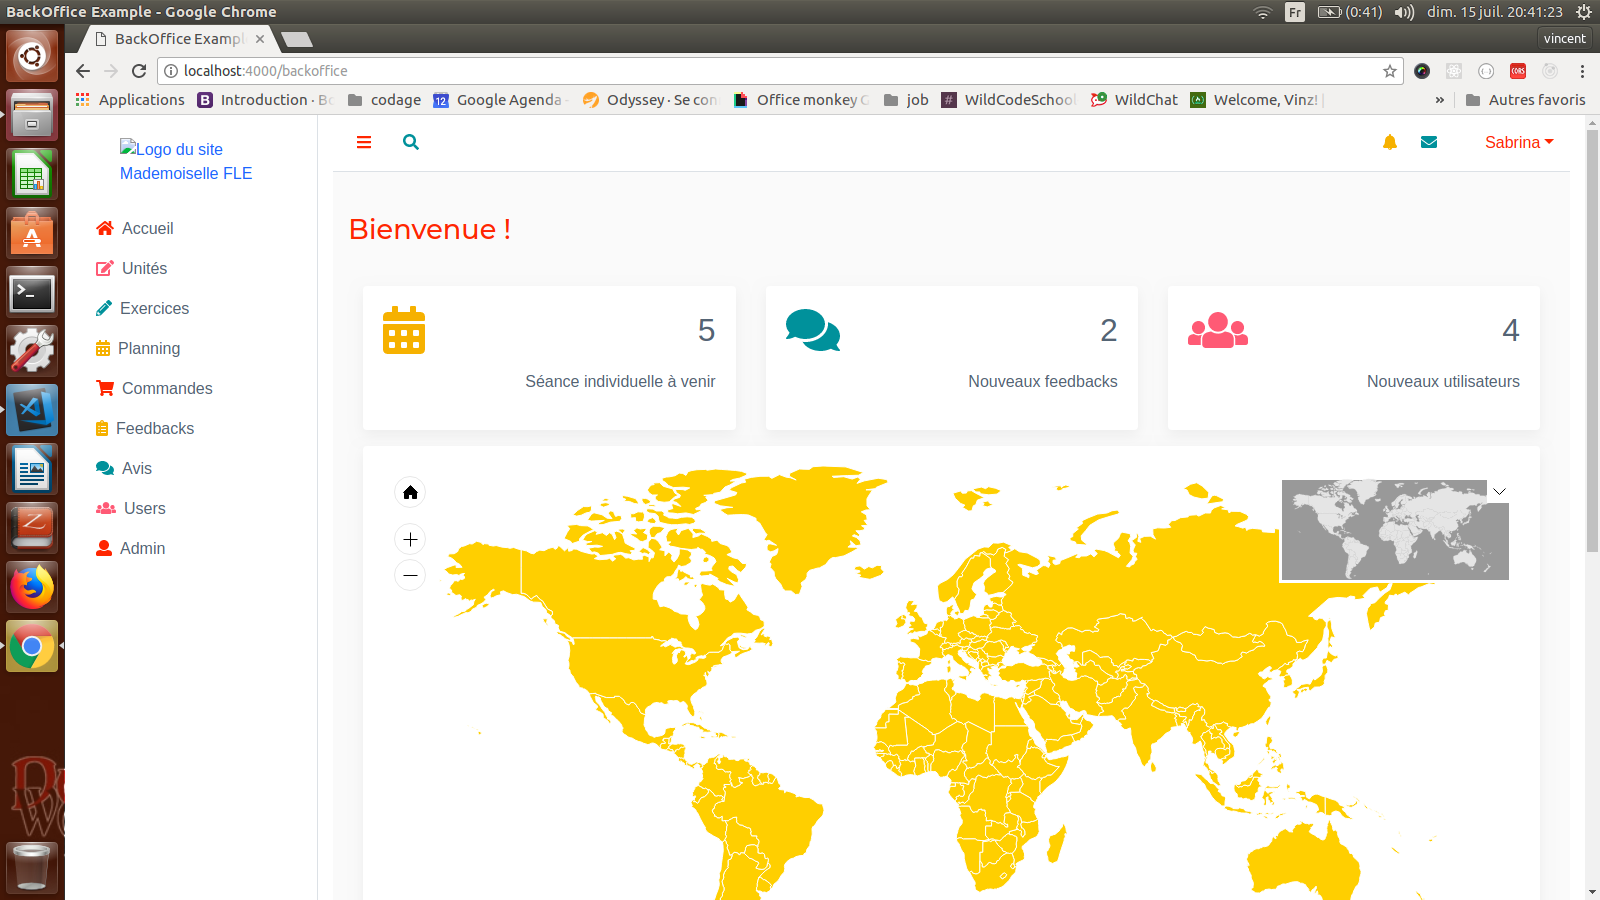 BackOffice Example - Google Chrome
Fr
(0:41)
dim. 15 juil. 20:41:23
BackOffice Exampl
vincent
localhost:4000/backoffice
CORS
Applications
Introduction · Bo
codage
12
Google Agenda -
Odyssey · Se con
Office monkey G
job
WildCodeSchool
WildChat
Welcome, Vinz! |
»
Autres favoris
Logo du site
Mademoiselle FLE
Sabrina
Accueil
Unités
Exercices
Planning
Commandes
Feedbacks
Avis
Users
Admin
Bienvenue !
5
Séance individuelle à venir
2
Nouveaux feedbacks
4
Nouveaux utilisateurs